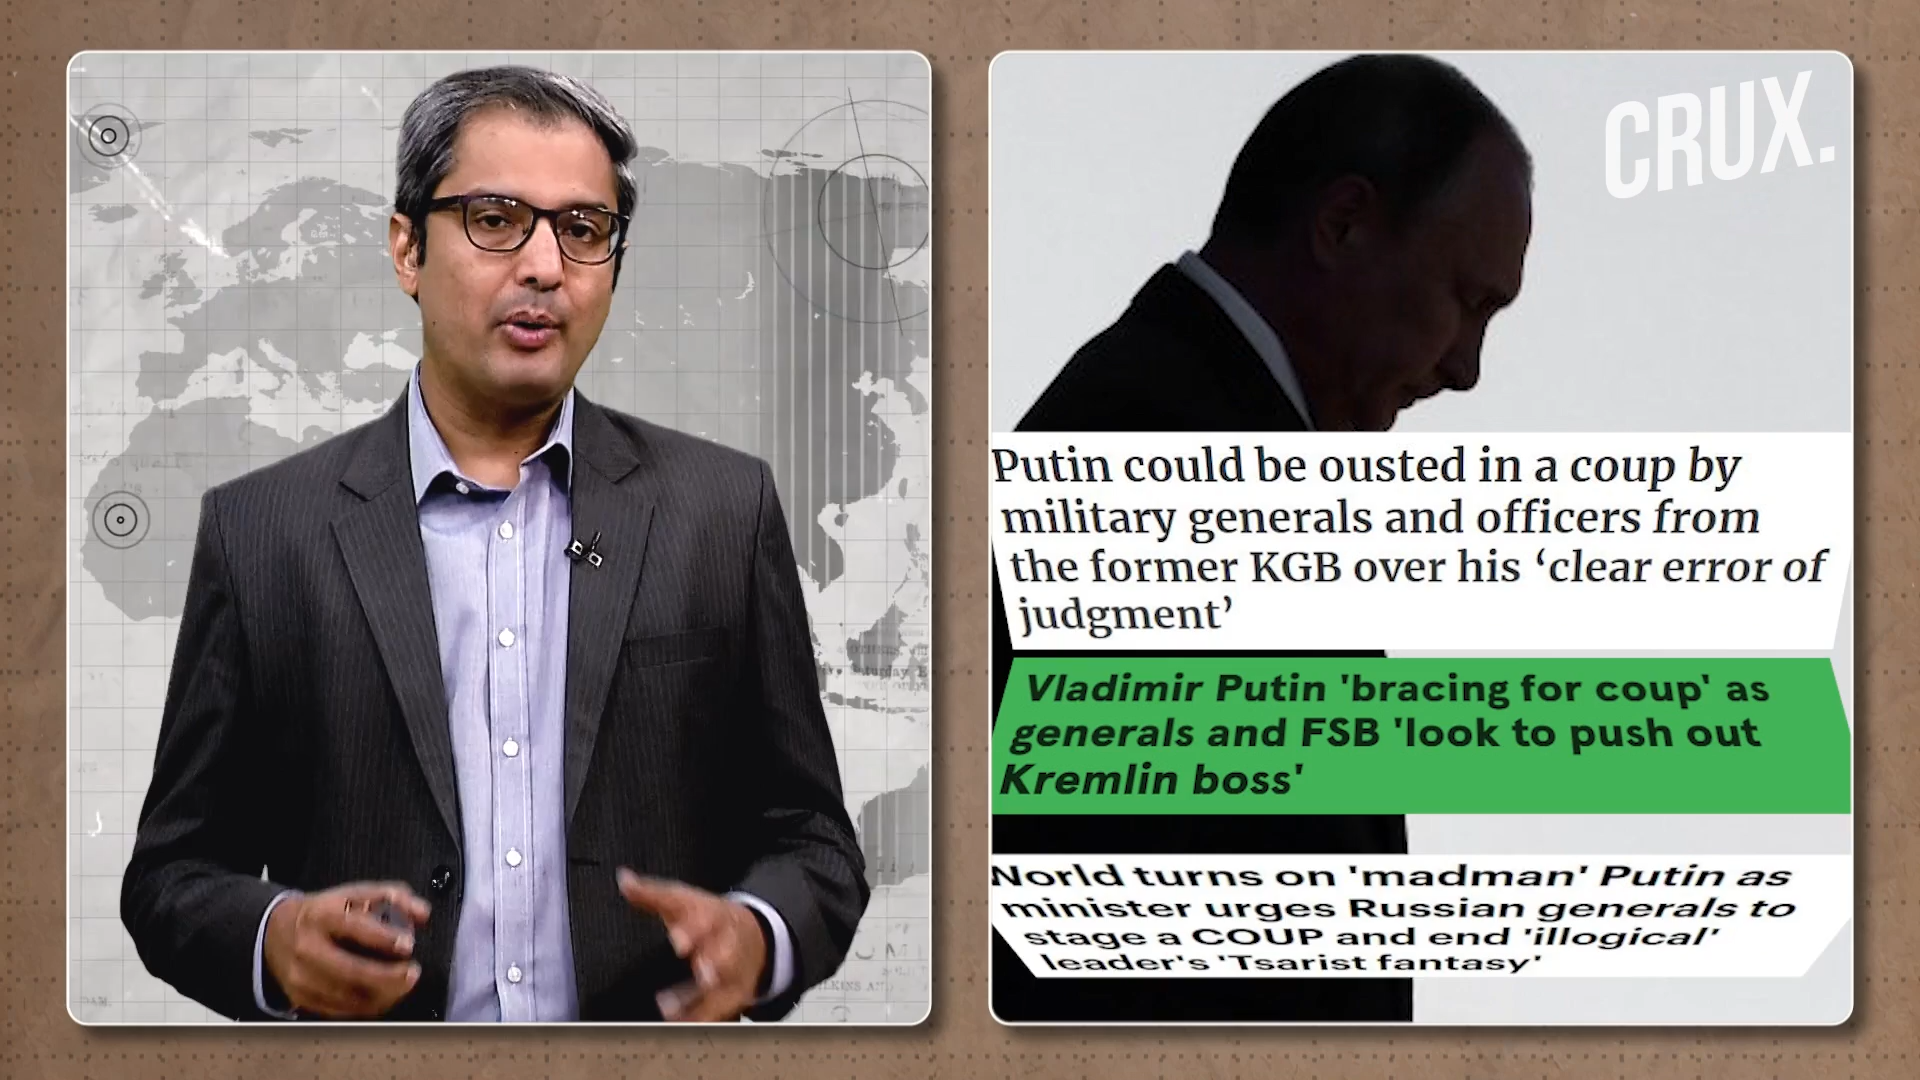 CRUX.
Putin could be ousted in a coup by
military generals and officers from
the former KGB over his ‘clear error of
judgment’
Vladimir Putin 'bracing for coup' as
generals and FSB 'look to push out
Kremlin boss'
World turns on 'madman' Putin as
minister urges Russian generals to
stage a COUP and end 'illogical'
leader's 'Tsarist fantasy'